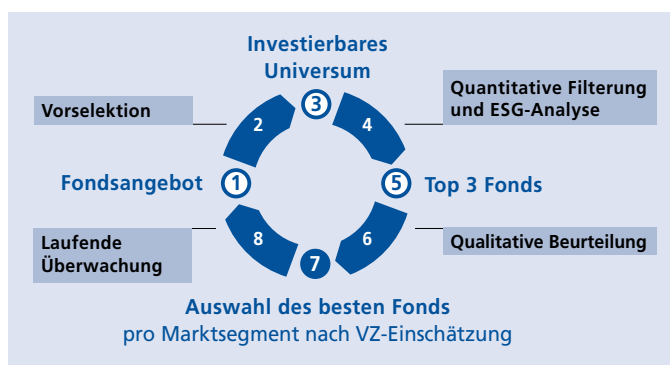 Investierbares
Universum
3
Quantitative Filterung
und ESG-Analyse
Vorselektion
2
4
Fondsangebot
1
5
Top 3 Fonds
Laufende
Überwachung
8
6
Qualitative Beurteilung
7
Auswahl des besten Fonds
pro Marktsegment nach VZ-Einschätzung